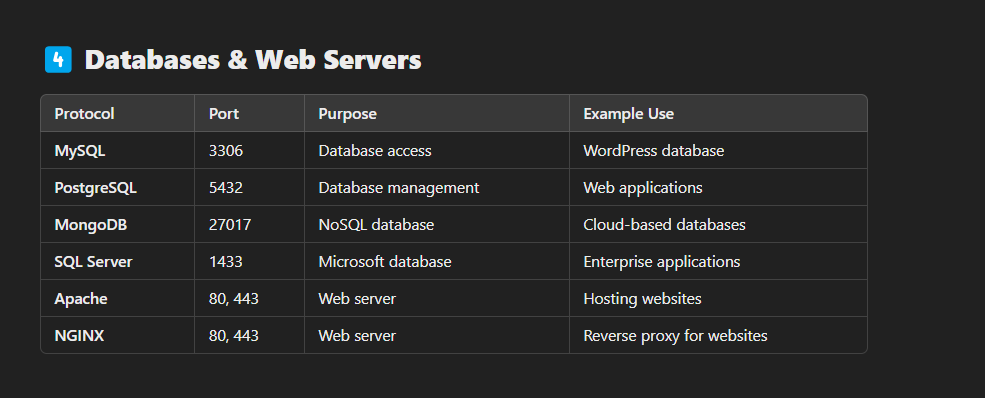 4 Databases & Web Servers
Protocol Port Purpose Example Use
MySQL 3306 Database access WordPress database
PostgreSQL 5432 Database management Web applications
MongoDB 27017 NoSQL database Cloud-based databases
SQL Server 1433 Microsoft database Enterprise applications
Apache 80, 443 Web server Hosting websites
NGINX 80, 443 Web server Reverse proxy for websites